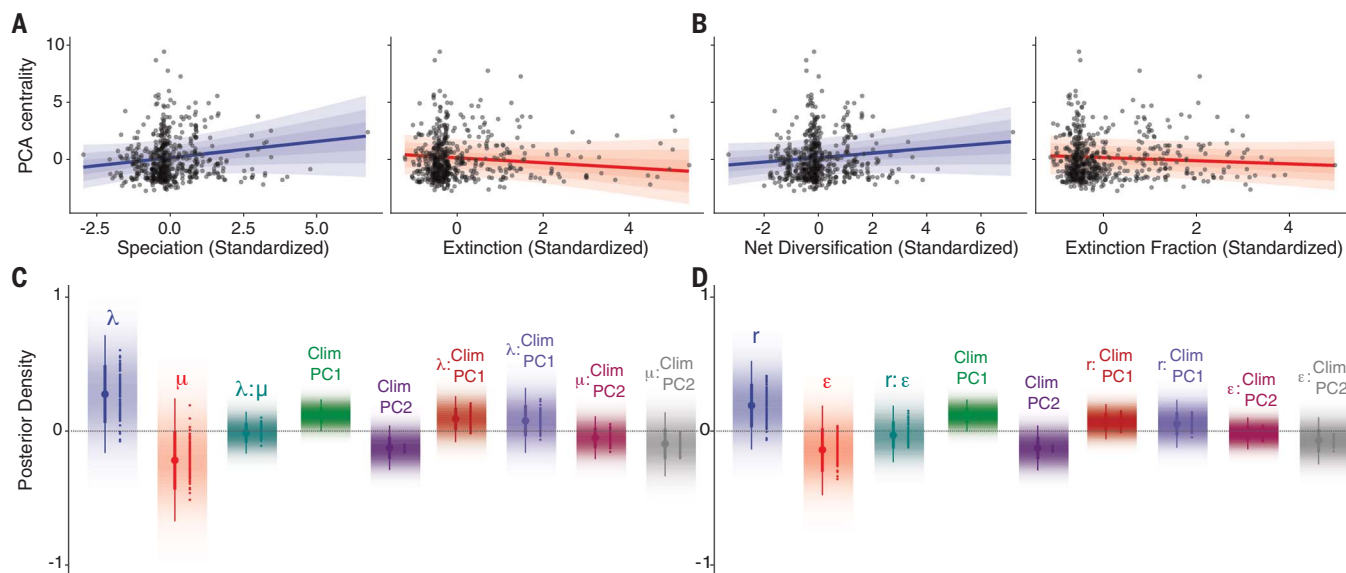 A
B
PCA centrality
10
5
0
-2.5 0.0 2.5 5.0
0 2 4
-2 0 2 4 6
0 2 4
Speciation (Standardized)
Extinction (Standardized)
Net Diversification (Standardized)
Extinction Fraction (Standardized)
C
D
Posterior Density
1
0
-1
λ
μ
λ:μ
Clim
PC1
Clim
PC2
λ:Clim
PC1
λ:Clim
PC1
μ:Clim
PC2
μ:Clim
PC2
1
0
-1
r
ε
r:ε
Clim
PC1
Clim
PC2
r:Clim
PC1
r:Clim
PC1
ε:Clim
PC2
ε:Clim
PC2